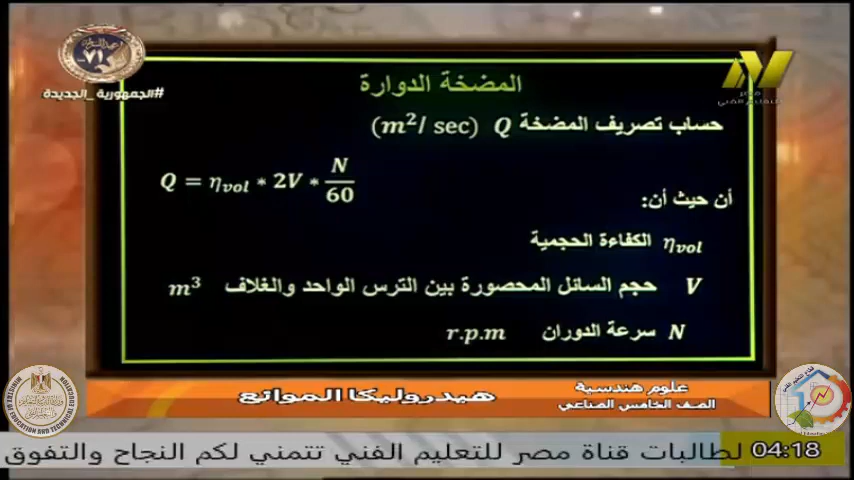 #الجمهورية_الجديدة
المضخة الدوارة
حساب تصريف المضخة Q (m²/ sec)
Q = η_vol * 2V * N/60
أن حيث أن:
η_vol الكفاءة الحجمية
V حجم السائل المحصورة بين الترس الواحد والغلاف m³
N سرعة الدوران r.p.m
علوم هندسية
الصف الخامس الصناعي
هيدروليكا الموائع
لطالبات قناة مصر للتعليم الفني تتمني لكم النجاح والتفوق
04:18